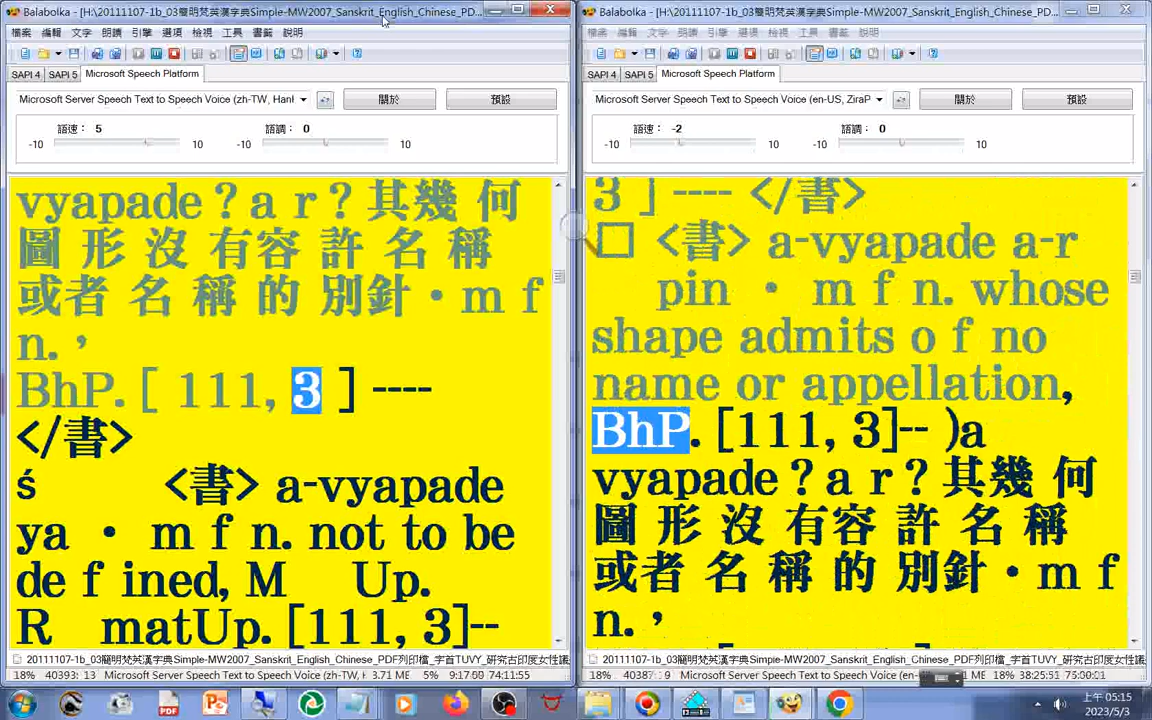 Balabolka - [H:\20111107-1b_03簡明梵英漢字典Simple-MW2007_Sanskrit_English_Chinese_PD...
檔案 編輯 文字 朗讀 引擎 選項 檢視 工具 書籤 說明
SAPI 4 SAPI 5 Microsoft Speech Platform
Microsoft Server Speech Text to Speech Voice (zh-TW, Hanl 關於 預設
語速: 5 語調: 0
-10 10 -10 10
vyapade？a r？其幾 何
圖 形 沒 有容 許 名 稱
或者 名 稱 的 別針・m f
n.，
BhP. [ 111, 3 ] ----
</書>
ś <書> a-vyapade
ya ・ m f n. not to be
de f ined, M Up.
R matUp. [111, 3]--
20111107-1b_03簡明梵英漢字典Simple-MW2007_Sanskrit_English_Chinese_PDF列印檔_字首TUVY_研究古印度女性議
18% 40393: 13 Microsoft Server Speech Text to Speech Voice (zh-TW, H 3.71 MB 5% 9:17:00 74:11:55
Balabolka - [H:\20111107-1b_03簡明梵英漢字典Simple-MW2007_Sanskrit_English_Chinese_PD...
檔案 編輯 文字 朗讀 引擎 選項 檢視 工具 書籤 說明
SAPI 4 SAPI 5 Microsoft Speech Platform
Microsoft Server Speech Text to Speech Voice (en-US, ZiraP 關於 預設
語速: -2 語調: 0
-10 10 -10 10
3 ] ---- </書>
<書> a-vyapade a-r
pin ・ m f n. whose
shape admits o f no
name or appellation,
BhP. [111, 3]-- )a
vyapade？a r？其幾 何
圖 形 沒 有容 許 名 稱
或者 名 稱 的 別針・m f
n.，
20111107-1b_03簡明梵英漢字典Simple-MW2007_Sanskrit_English_Chinese_PDF列印檔_字首TUVY_研究古印度女性議
18% Microsoft Server Speech Text to Speech Voice 18% 38:25:51
上午 05:15
2023/5/3